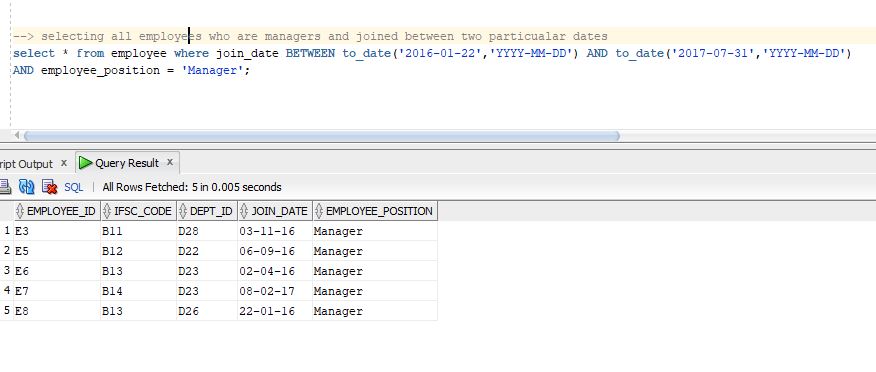 --> selecting all employees who are managers and joined between two particualar dates
select * from employee where join_date BETWEEN to_date('2016-01-22','YYYY-MM-DD') AND to_date('2017-07-31','YYYY-MM-DD')
AND employee_position = 'Manager';
ript Output x Query Result x
SQL | All Rows Fetched: 5 in 0.005 seconds
EMPLOYEE_ID IFSC_CODE DEPT_ID JOIN_DATE EMPLOYEE_POSITION
1 E3 B11 D28 03-11-16 Manager
2 E5 B12 D22 06-09-16 Manager
3 E6 B13 D23 02-04-16 Manager
4 E7 B14 D23 08-02-17 Manager
5 E8 B13 D26 22-01-16 Manager